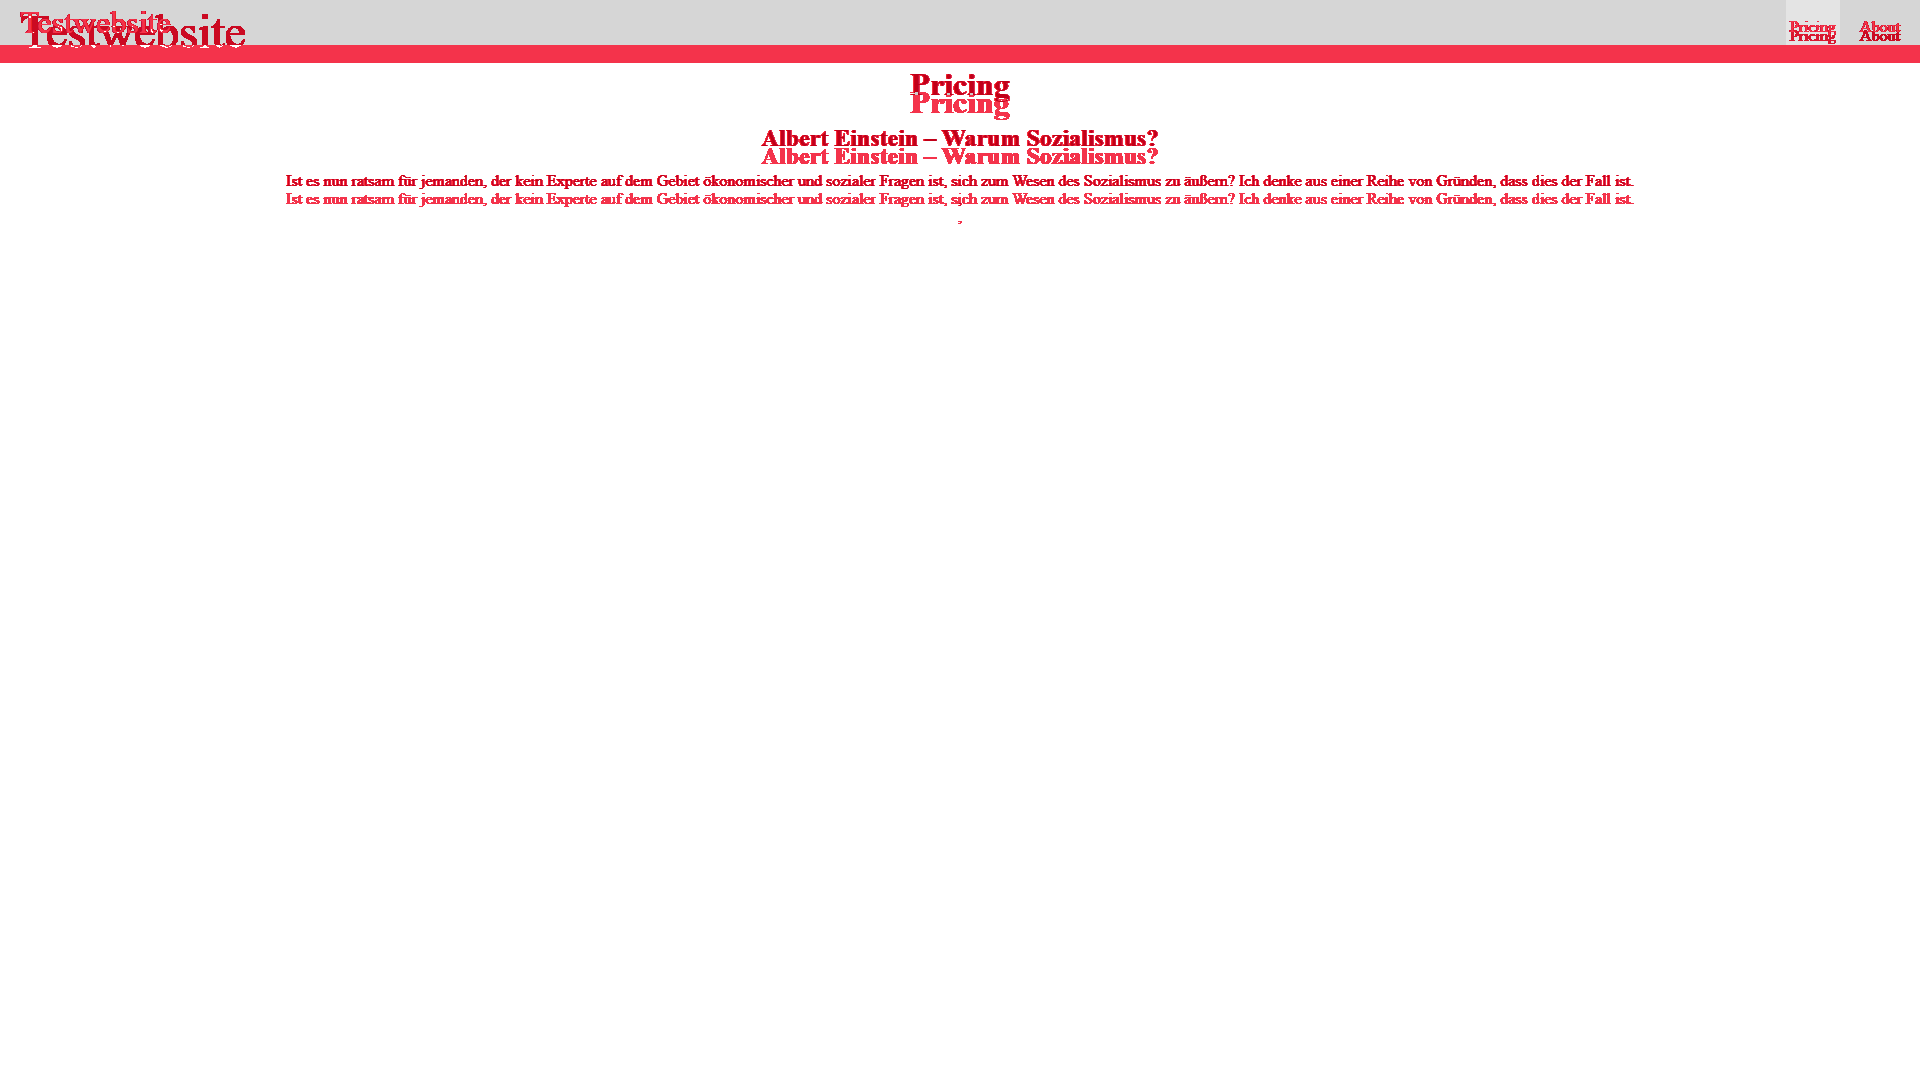 Testwebsite
Testwebsite
Pricing About
Pricing About
Pricing
Pricing
Albert Einstein – Warum Sozialismus?
Albert Einstein – Warum Sozialismus?
Ist es nun ratsam für jemanden, der kein Experte auf dem Gebiet ökonomischer und sozialer Fragen ist, sich zum Wesen des Sozialismus zu äußern? Ich denke aus einer Reihe von Gründen, dass dies der Fall ist.
Ist es nun ratsam für jemanden, der kein Experte auf dem Gebiet ökonomischer und sozialer Fragen ist, sich zum Wesen des Sozialismus zu äußern? Ich denke aus einer Reihe von Gründen, dass dies der Fall ist.